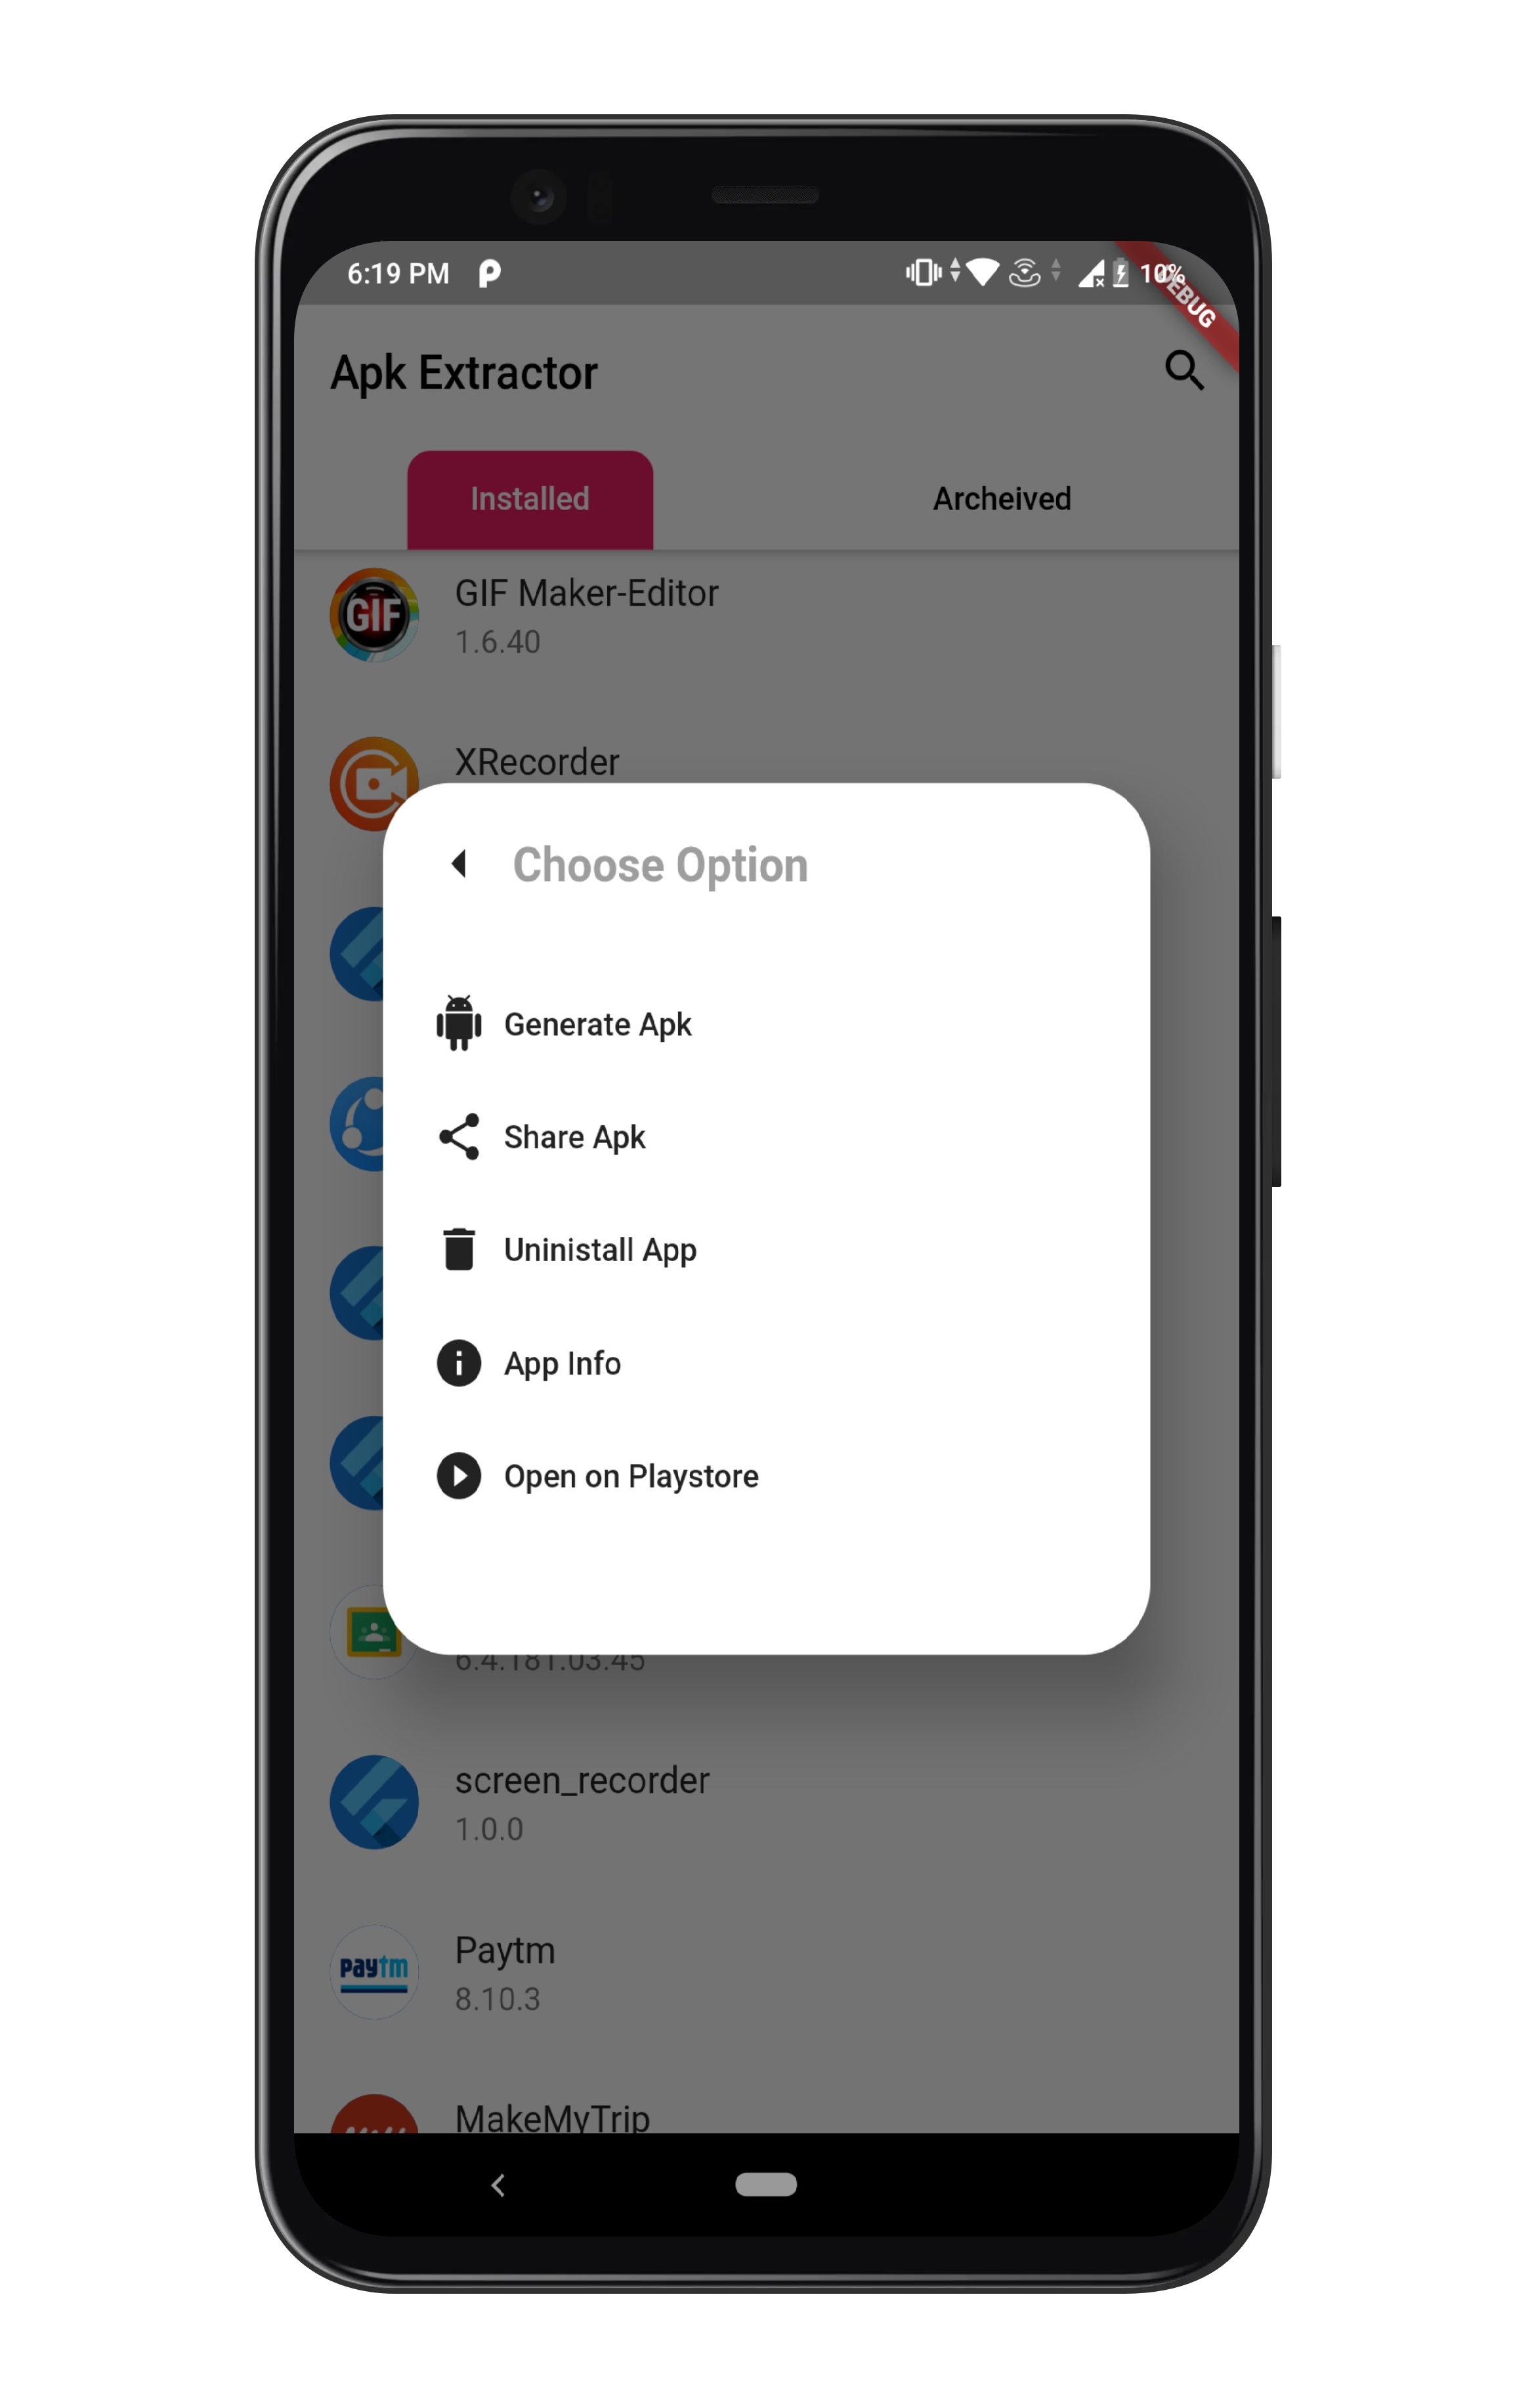 6:19 PM
10%
DEBUG
Apk Extractor
Installed
Archeived
GIF
GIF Maker-Editor
1.6.40
XRecorder
Choose Option
Generate Apk
Share Apk
Uninistall App
App Info
Open on Playstore
6.4.181.03.45
screen_recorder
1.0.0
paytm
Paytm
8.10.3
MakeMyTrip